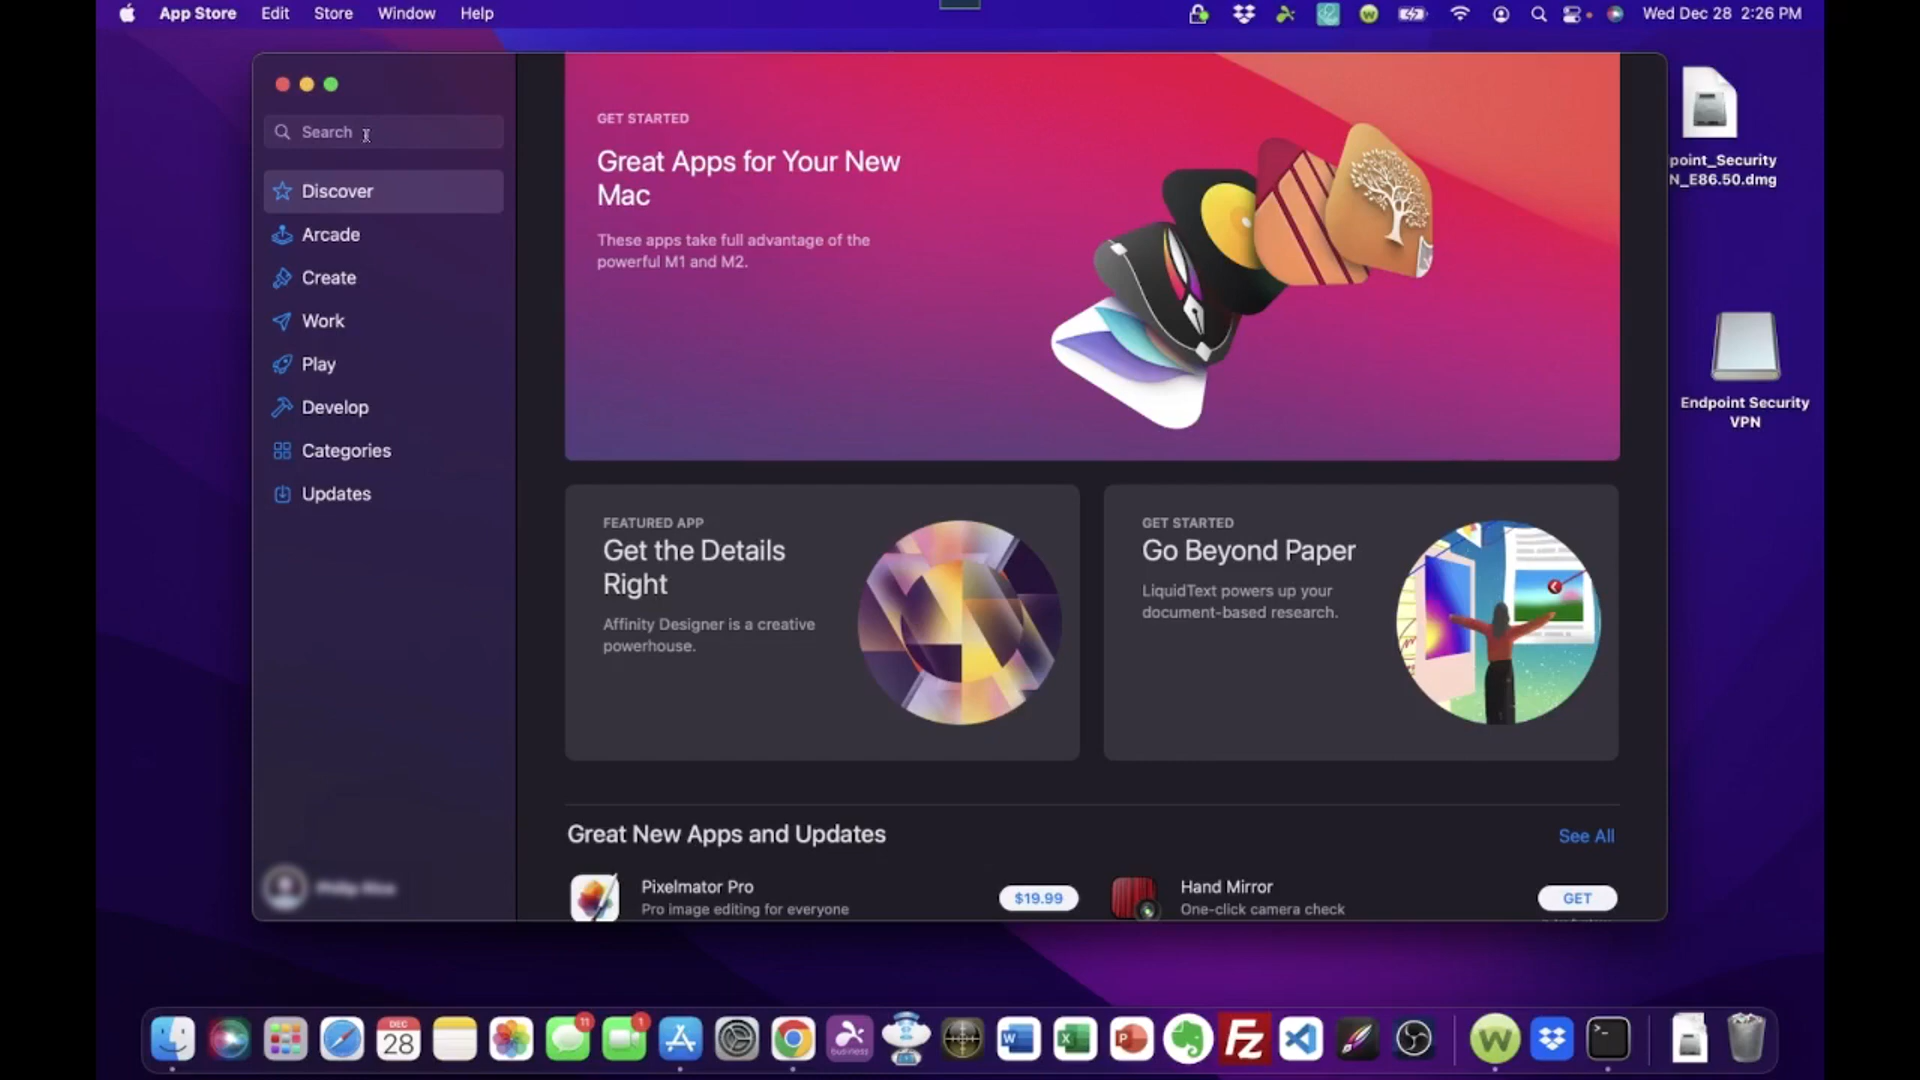 App Store Edit Store Window Help
Wed Dec 28 2:26 PM
Search
Discover
Arcade
Create
Work
Play
Develop
Categories
Updates
GET STARTED
Great Apps for Your New
Mac
These apps take full advantage of the
powerful M1 and M2.
FEATURED APP
Get the Details
Right
Affinity Designer is a creative
powerhouse.
GET STARTED
Go Beyond Paper
LiquidText powers up your
document-based research.
Great New Apps and Updates
See All
Pixelmator Pro
Pro image editing for everyone
$19.99
Hand Mirror
One-click camera check
GET
point_Security
N_E86.50.dmg
Endpoint Security
VPN
DEC
28
11
1
business
W
X
P
FZ
W